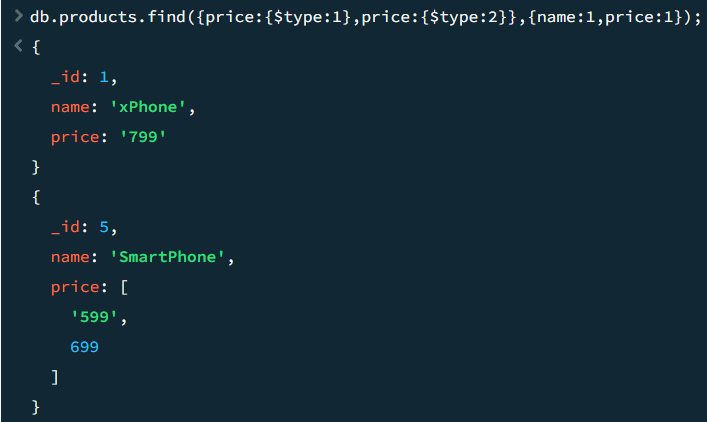 > db.products.find({price:{$type:1},price:{$type:2}},{name:1,price:1});
< {
_id: 1,
name: 'xPhone',
price: '799'
}
{
_id: 5,
name: 'SmartPhone',
price: [
'599',
699
]
}